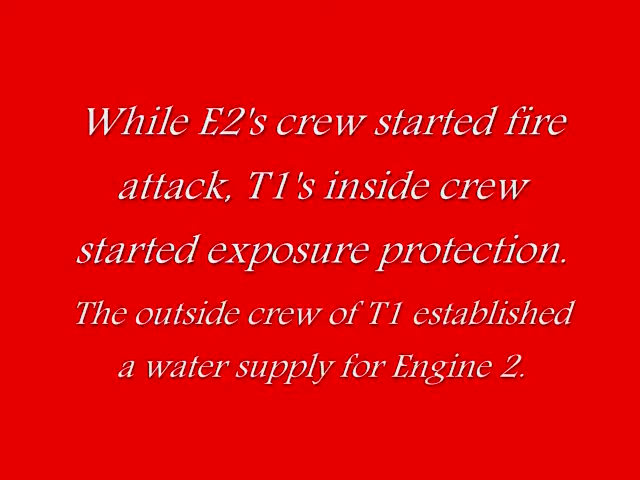 While E2's crew started fire
attack, T1's inside crew
started exposure protection.
The outside crew of T1 established
a water supply for Engine 2.